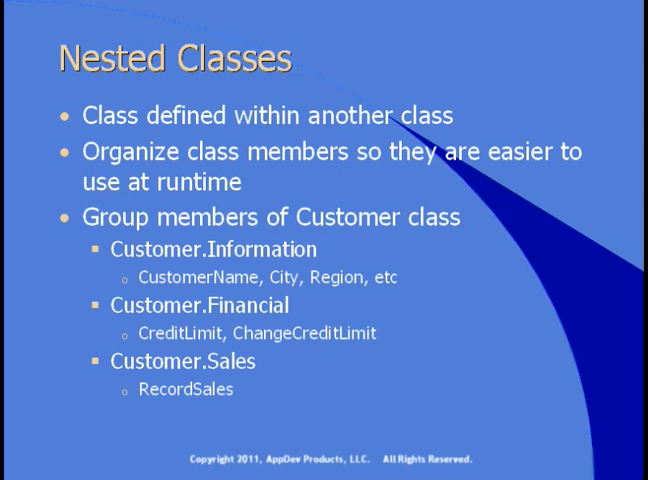 Nested Classes
• Class defined within another class
• Organize class members so they are easier to
use at runtime
• Group members of Customer class
▪ Customer.Information
o CustomerName, City, Region, etc
▪ Customer.Financial
o CreditLimit, ChangeCreditLimit
▪ Customer.Sales
o RecordSales
Copyright 2011, AppDev Products, LLC. All Rights Reserved.